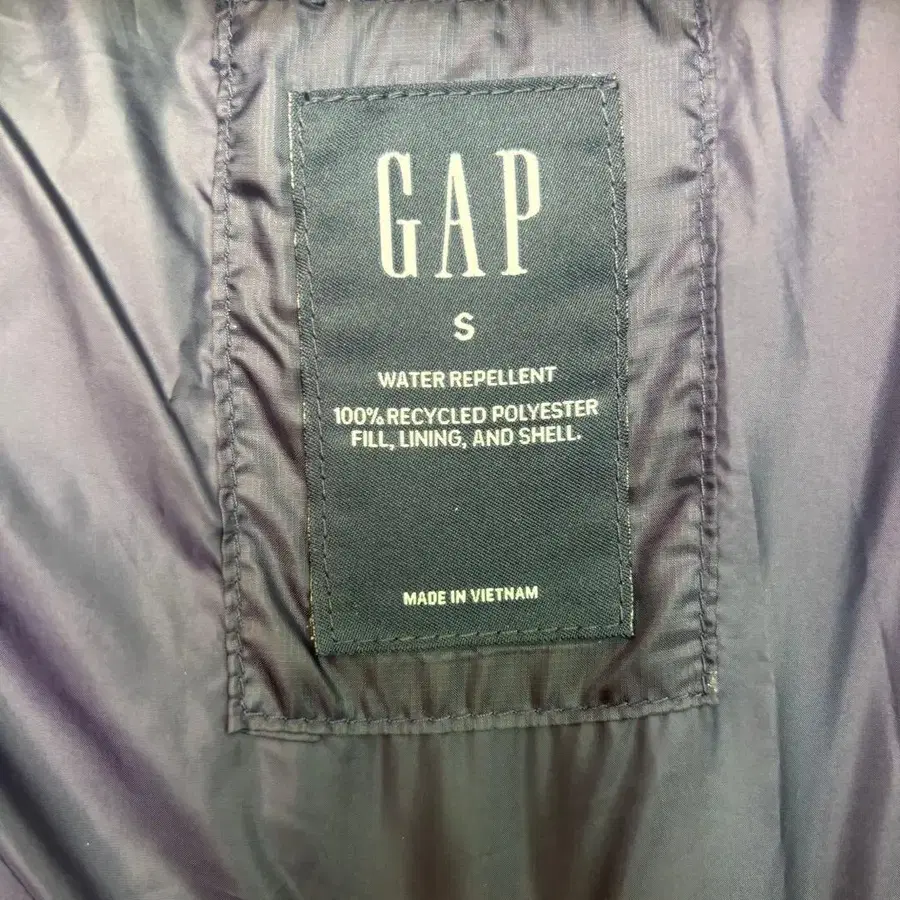 GAP
S
WATER REPELLENT
100% RECYCLED POLYESTER
FILL, LINING, AND SHELL.
MADE IN VIETNAM